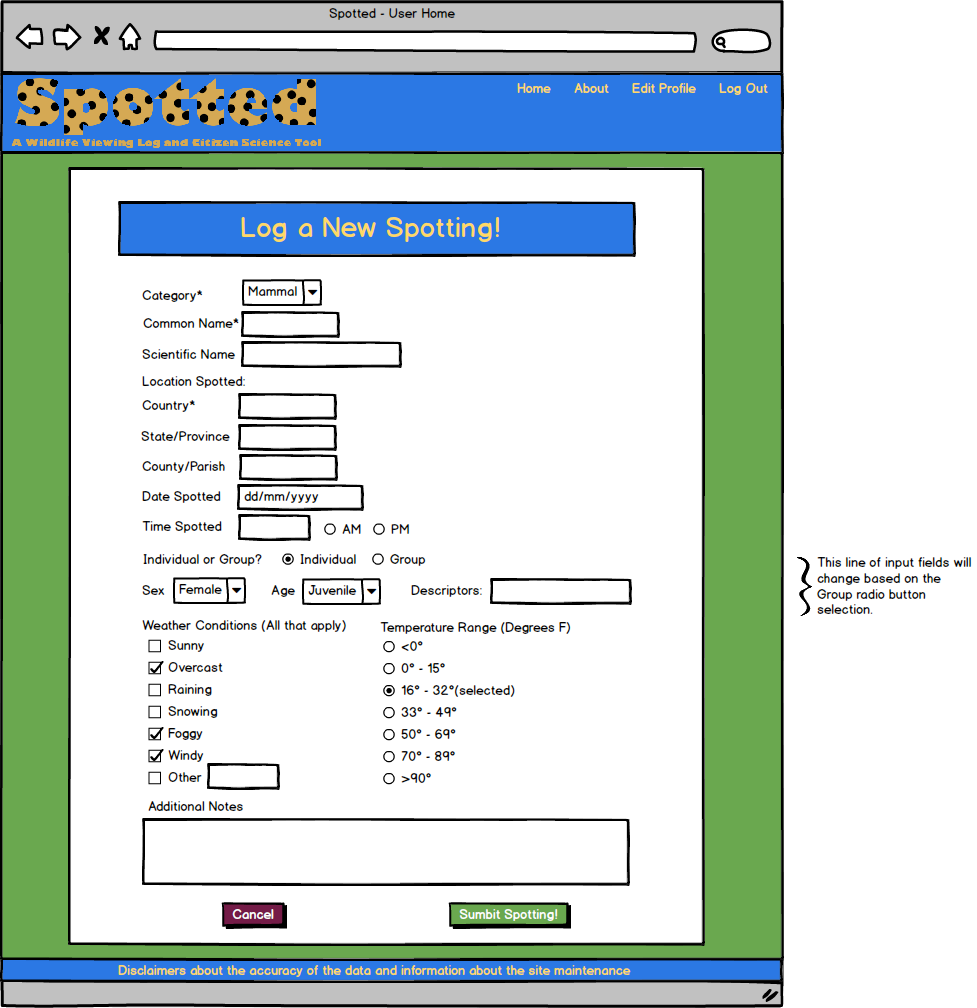 Spotted - User Home
Spotted
A Wildlife Viewing Log and Citizen Science Tool
Home About Edit Profile Log Out
Log a New Spotting!
Category* Mammal
Common Name*
Scientific Name
Location Spotted:
Country*
State/Province
County/Parish
Date Spotted dd/mm/yyyy
Time Spotted AM PM
Individual or Group? Individual Group
Sex Female Age Juvenile Descriptors:
This line of input fields will
change based on the
Group radio button
selection.
Weather Conditions (All that apply) Temperature Range (Degrees F)
Sunny <0°
Overcast 0° - 15°
Raining 16° - 32°(selected)
Snowing 33° - 49°
Foggy 50° - 69°
Windy 70° - 89°
Other >90°
Additional Notes
Cancel Sumbit Spotting!
Disclaimers about the accuracy of the data and information about the site maintenance